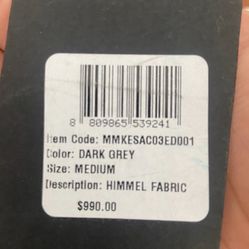 8 809865 539241
Item Code: MMKESAC03ED001
Color: DARK GREY
Size: MEDIUM
Description: HIMMEL FABRIC
$990.00